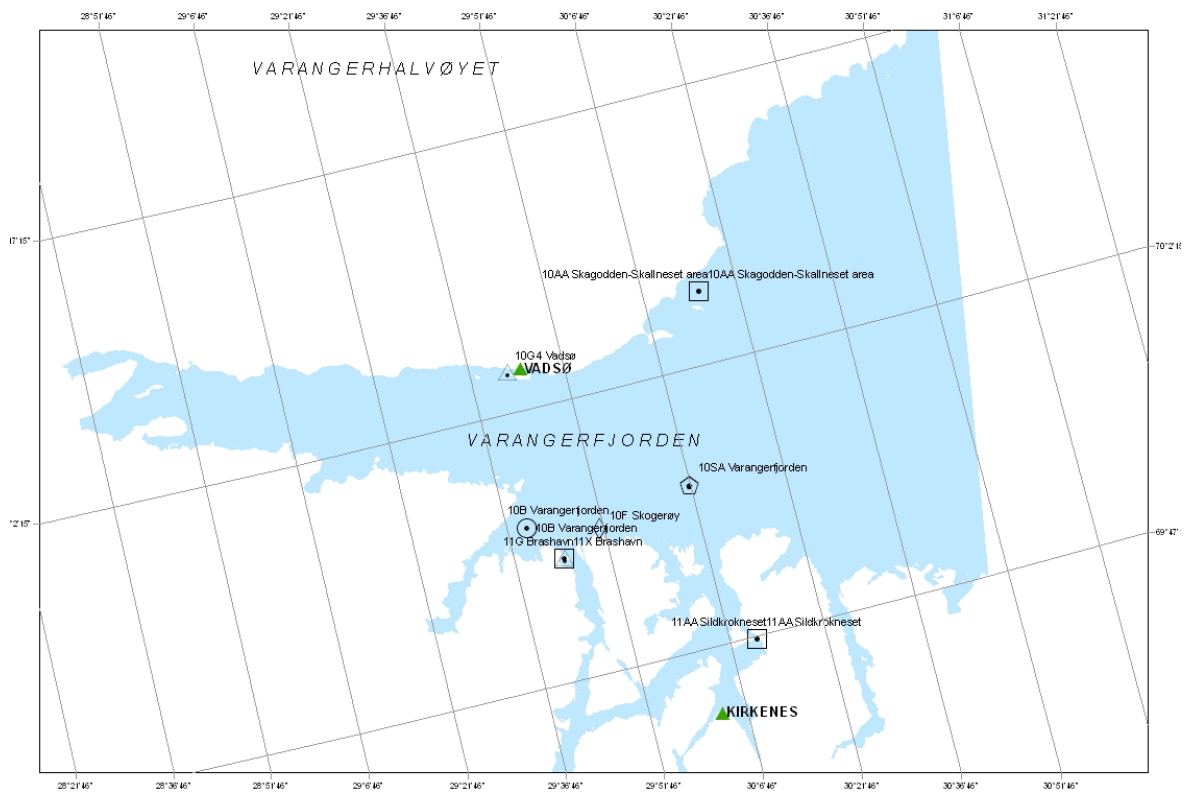 28°51'46" 29°6'46" 29°21'46" 29°36'46" 29°51'46" 30°6'46" 30°21'46" 30°36'46" 30°51'46" 31°6'46" 31°21'46"
VARANGERHALVØYET
17°15"
70°2'15
10AA Skagodden-Skallneset area10AA Skagodden-Skallneset area
10G4 Vadsø
VADSØ
VARANGERFJORDEN
10SA Varangerfjorden
10B Varangerfjorden
10F Skogerøy
10B Varangerfjorden
12'15"
69°47'1
11G Brashavn11X Brashavn
11AA Sildkrokneset11AA Sildkrokneset
KIRKENES
28°21'46" 28°36'46" 28°51'46" 29°6'46" 29°21'46" 29°36'46" 29°51'46" 30°6'46" 30°21'46" 30°36'46" 30°51'46"